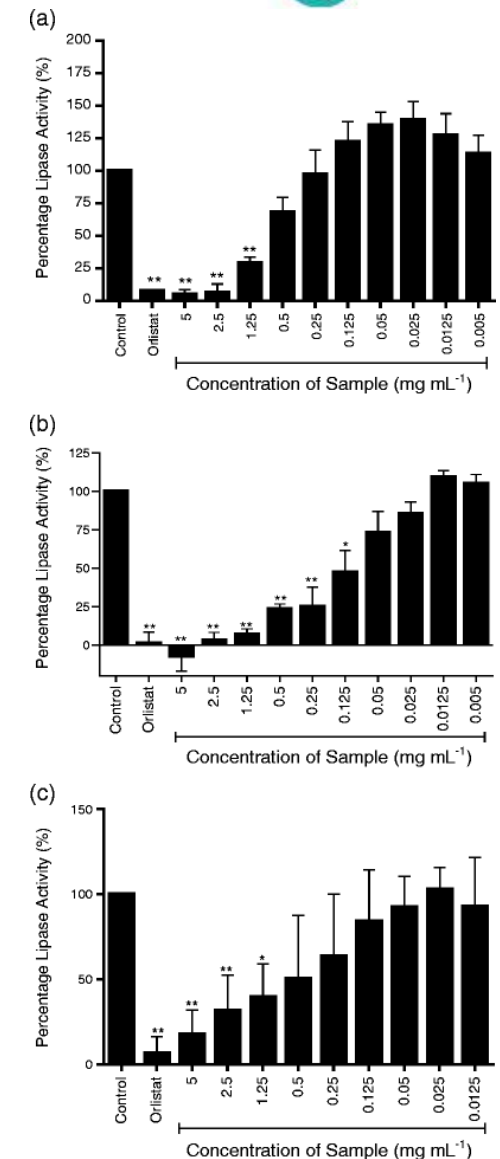 (a)
Percentage Lipase Activity (%)
200
175
150
125
100
75
50
25
0
** ** ** **
Control Orlistat 5 2.5 1.25 0.5 0.25 0.125 0.05 0.025 0.0125 0.005
Concentration of Sample (mg mL-1)
(b)
Percentage Lipase Activity (%)
125
100
75
50
25
0
** ** ** ** ** ** *
Control Orlistat 5 2.5 1.25 0.5 0.25 0.125 0.05 0.025 0.0125 0.005
Concentration of Sample (mg mL-1)
(c)
Percentage Lipase Activity (%)
150
100
50
0
** ** ** *
Control Orlistat 5 2.5 1.25 0.5 0.25 0.125 0.05 0.025 0.0125
Concentration of Sample (mg mL-1)